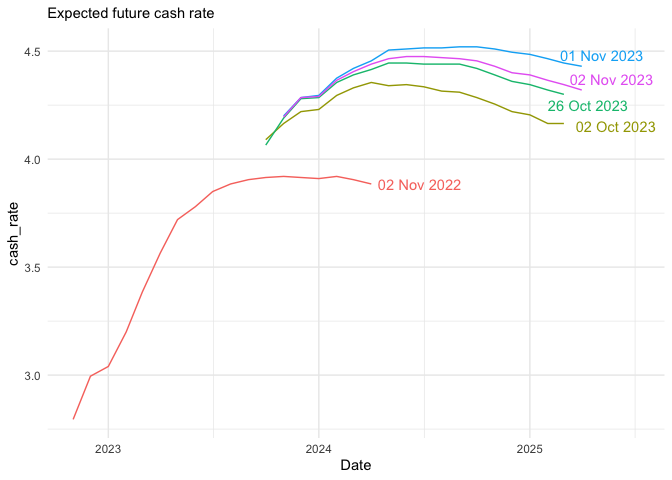 Expected future cash rate
4.5
01 Nov 2023
02 Nov 2023
26 Oct 2023
02 Oct 2023
4.0
02 Nov 2022
cash_rate
3.5
3.0
2023
2024
2025
Date